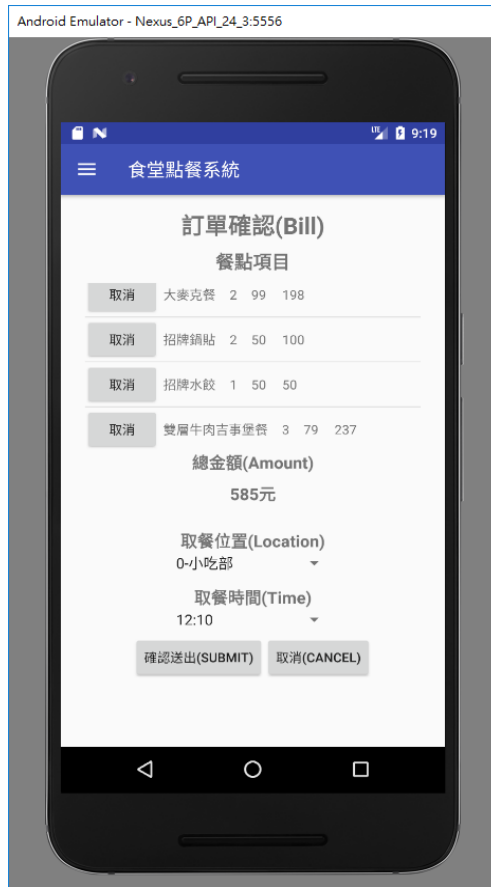 Android Emulator - Nexus_6P_API_24_3:5556
LTE 9:19
食堂點餐系統
訂單確認(Bill)
餐點項目
取消 大麥克餐 2 99 198
取消 招牌鍋貼 2 50 100
取消 招牌水餃 1 50 50
取消 雙層牛肉吉事堡餐 3 79 237
總金額(Amount)
585元
取餐位置(Location)
0-小吃部
取餐時間(Time)
12:10
確認送出(SUBMIT) 取消(CANCEL)